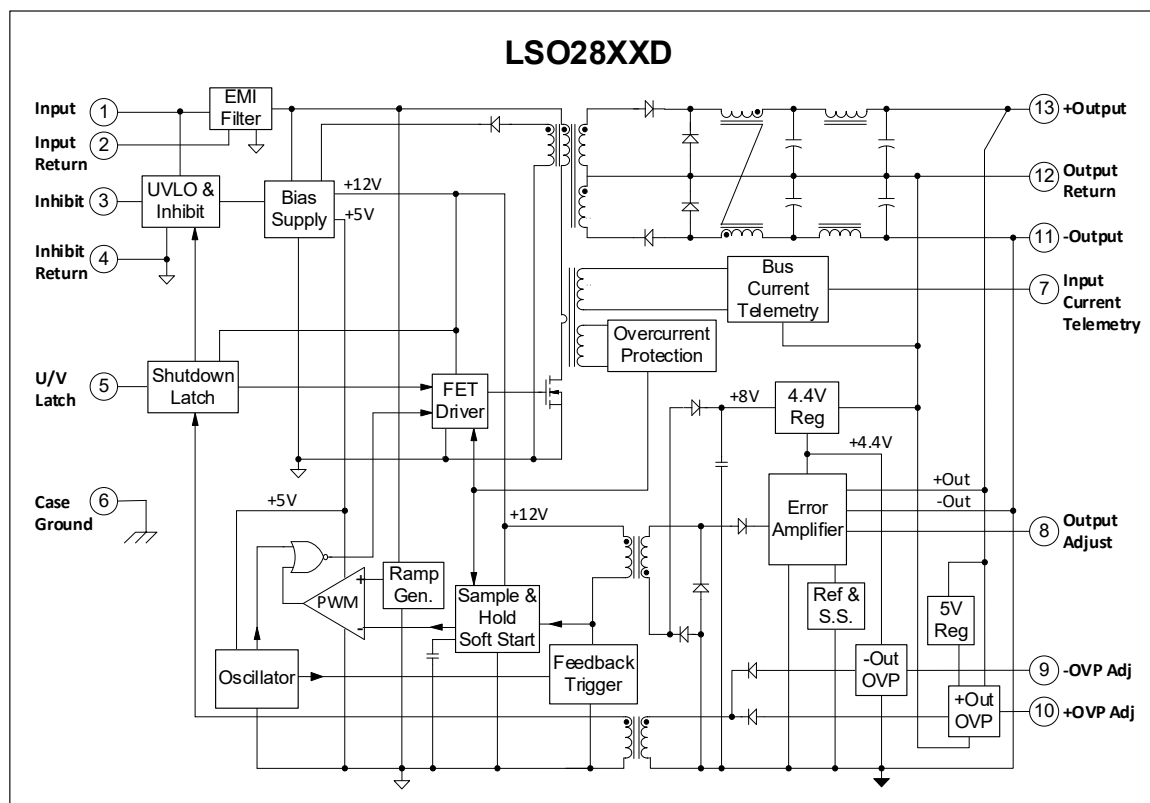 LSO28XXD
Input
1
EMI
Filter
13
+Output
2
Input
Return
12
Output
Return
Inhibit
3
UVLO &
Inhibit
Bias
Supply
+12V
+5V
11
-Output
Inhibit
Return
4
Bus
Current
Telemetry
7
Input
Current
Telemetry
Overcurrent
Protection
U/V
Latch
5
Shutdown
Latch
FET
Driver
+8V
4.4V
Reg
+4.4V
Case
Ground
6
+5V
+12V
Error
Amplifier
+Out
-Out
8
Output
Adjust
+
PWM
-
Ramp
Gen.
Sample &
Hold
Soft Start
Ref &
S.S.
5V
Reg
Oscillator
Feedback
Trigger
-Out
OVP
9
-OVP Adj
+Out
OVP
10
+OVP Adj